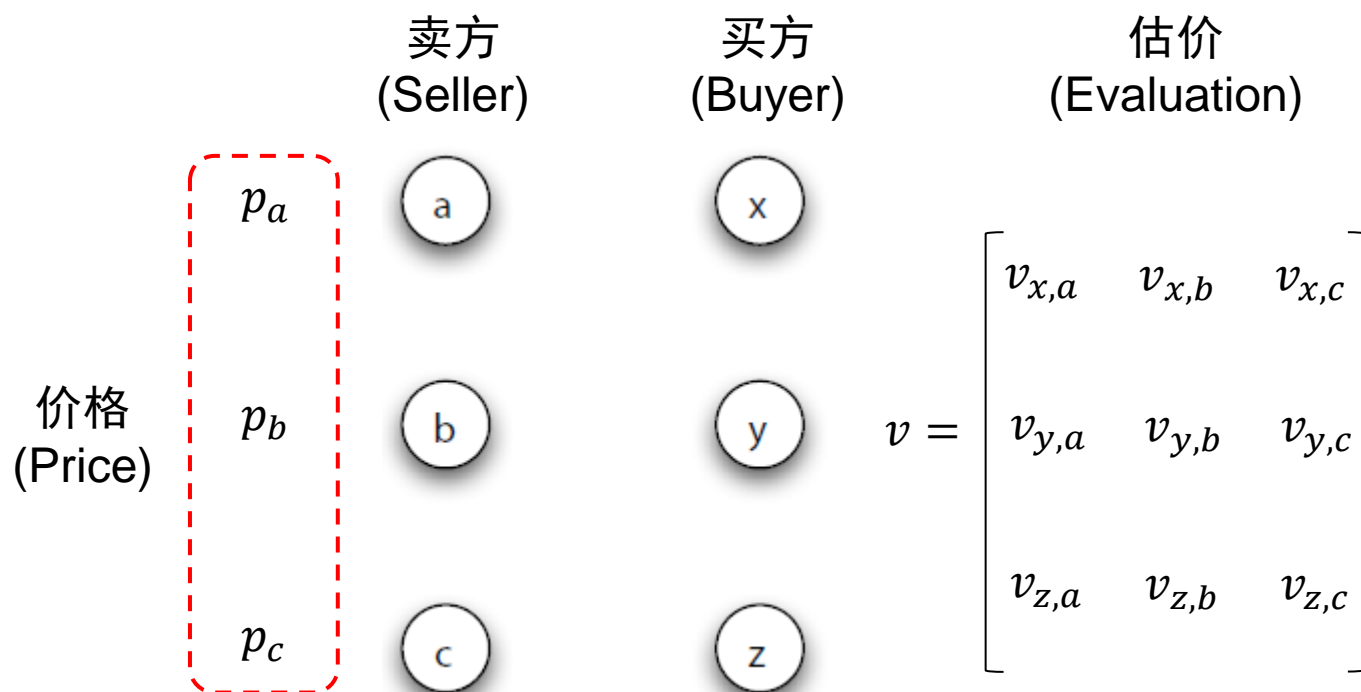 卖方
(Seller)
买方
(Buyer)
估价
(Evaluation)
价格
(Price)
p_a
p_b
p_c
a
b
c
x
y
z
v =
v_{x,a} v_{x,b} v_{x,c}
v_{y,a} v_{y,b} v_{y,c}
v_{z,a} v_{z,b} v_{z,c}